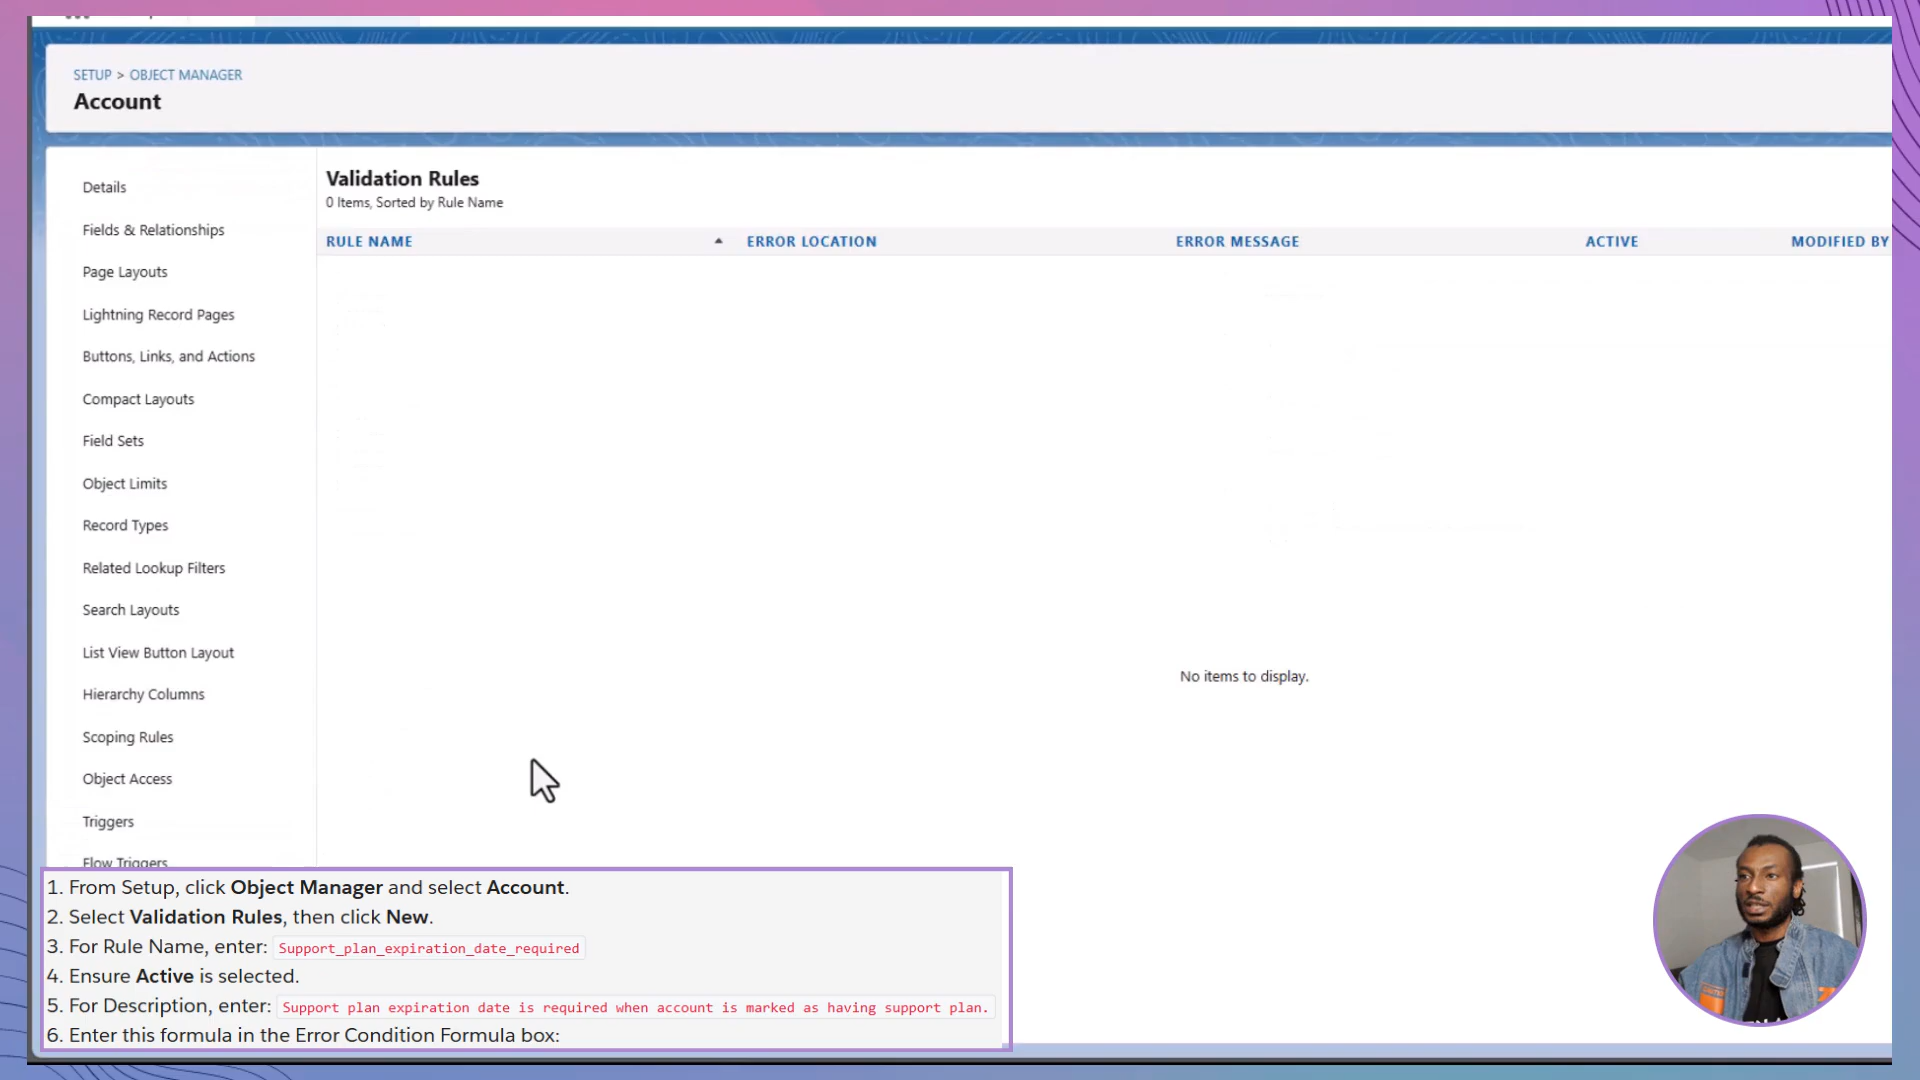 SETUP > OBJECT MANAGER
Account
Details
Fields & Relationships
Page Layouts
Lightning Record Pages
Buttons, Links, and Actions
Compact Layouts
Field Sets
Object Limits
Record Types
Related Lookup Filters
Search Layouts
List View Button Layout
Hierarchy Columns
Scoping Rules
Object Access
Triggers
Flow Triggers
Validation Rules
0 Items, Sorted by Rule Name
RULE NAME ERROR LOCATION ERROR MESSAGE ACTIVE MODIFIED BY
No items to display.
1. From Setup, click Object Manager and select Account.
2. Select Validation Rules, then click New.
3. For Rule Name, enter: Support_plan_expiration_date_required
4. Ensure Active is selected.
5. For Description, enter: Support plan expiration date is required when account is marked as having support plan.
6. Enter this formula in the Error Condition Formula box: